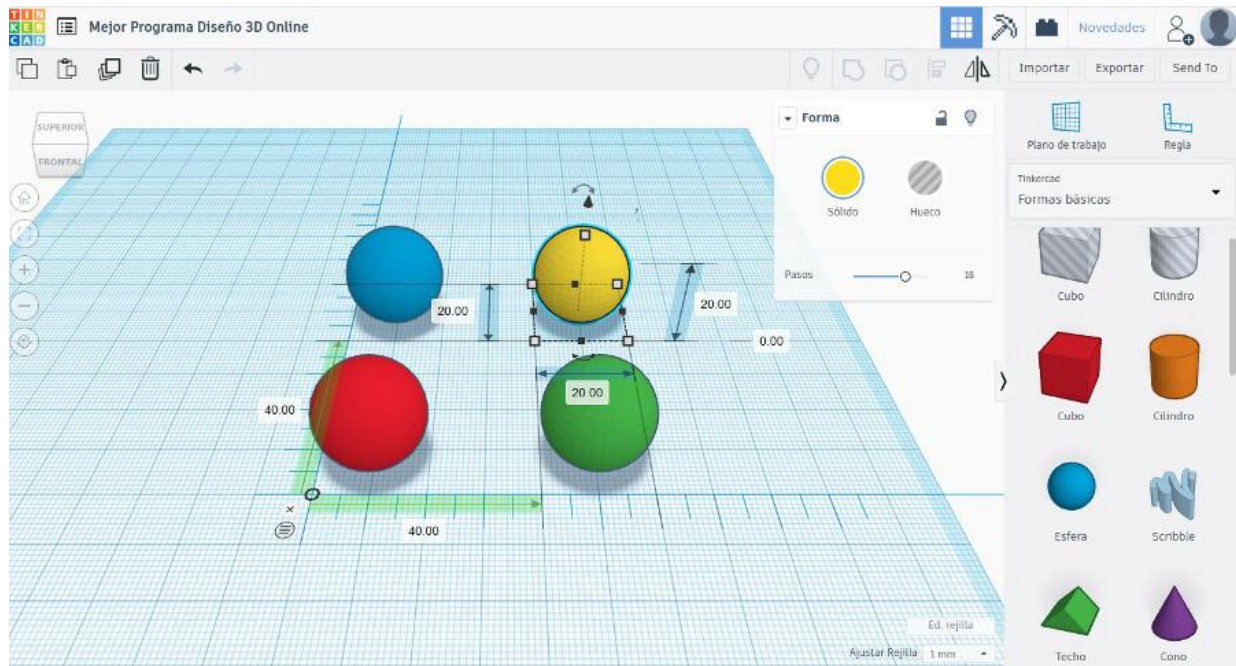 TIN
KER
CAD
Mejor Programa Diseño 3D Online
Novedades
Importar
Exportar
Send To
SUPERIOR
FRONTAL
Forma
Sólido
Hueco
Pasos
18
20.00
20.00
0.00
20.00
40.00
40.00
Plano de trabajo
Regla
Tinkercad
Formas básicas
Cubo
Cilindro
Cubo
Cilindro
Esfera
Scribble
Techo
Cono
Ed. rejilla
Ajustar Rejilla
1 mm